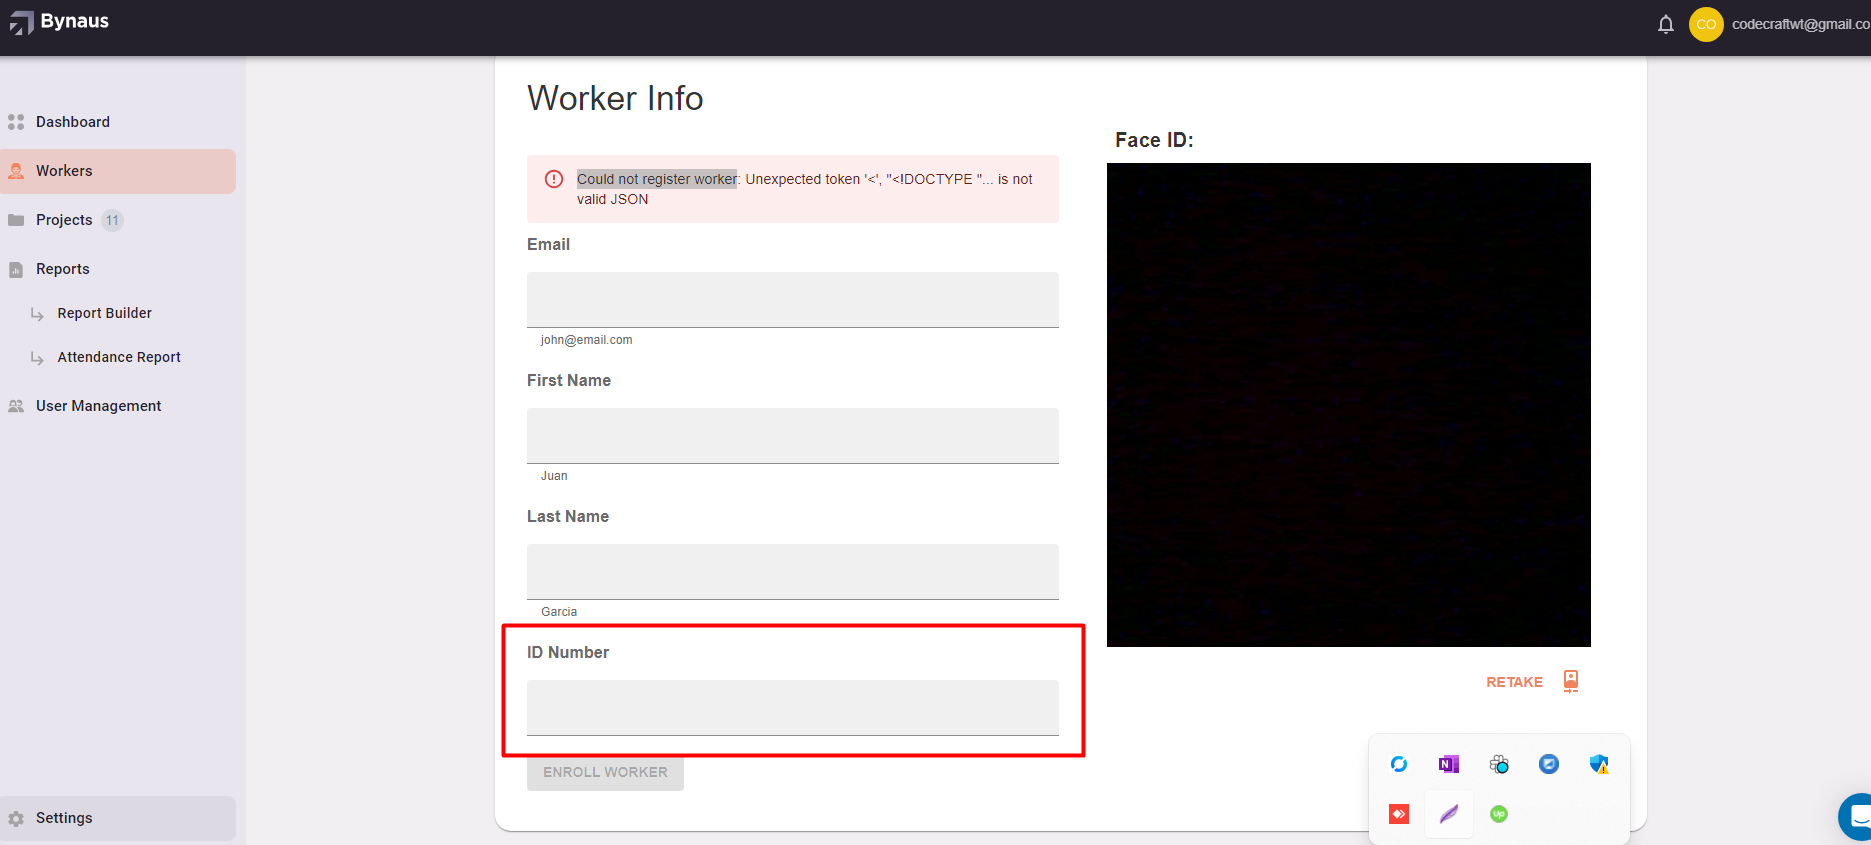 Bynaus
CO
codecraftwt@gmail.co
Dashboard
Workers
Projects 11
Reports
Report Builder
Attendance Report
User Management
Settings
Worker Info
Could not register worker: Unexpected token '<', "<!DOCTYPE "... is not
valid JSON
Email
john@email.com
First Name
Juan
Last Name
Garcia
ID Number
ENROLL WORKER
Face ID:
RETAKE
N
Up